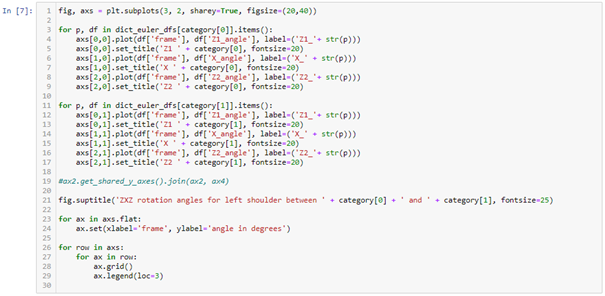 In [7]:
1 fig, axs = plt.subplots(3, 2, sharey=True, figsize=(20,40))
2
3 for p, df in dict_euler_dfs[category[0]].items():
4     axs[0,0].plot(df['frame'], df['Z1_angle'], label=('Z1_'+ str(p)))
5     axs[0,0].set_title('Z1 ' + category[0], fontsize=20)
6     axs[1,0].plot(df['frame'], df['X_angle'], label=('X_' + str(p)))
7     axs[1,0].set_title('X ' + category[0], fontsize=20)
8     axs[2,0].plot(df['frame'], df['Z2_angle'], label=('Z2_'+ str(p)))
9     axs[2,0].set_title('Z2 ' + category[0], fontsize=20)
10
11 for p, df in dict_euler_dfs[category[1]].items():
12     axs[0,1].plot(df['frame'], df['Z1_angle'], label=('Z1_'+ str(p)))
13     axs[0,1].set_title('Z1 ' + category[1], fontsize=20)
14     axs[1,1].plot(df['frame'], df['X_angle'], label=('X_'+ str(p)))
15     axs[1,1].set_title('X ' + category[1], fontsize=20)
16     axs[2,1].plot(df['frame'], df['Z2_angle'], label=('Z2_'+ str(p)))
17     axs[2,1].set_title('Z2 ' + category[1], fontsize=20)
18
19 #ax2.get_shared_y_axes().join(ax2, ax4)
20
21 fig.suptitle('ZXZ rotation angles for left shoulder between ' + category[0] + ' and ' + category[1], fontsize=25)
22
23 for ax in axs.flat:
24     ax.set(xlabel='frame', ylabel='angle in degrees')
25
26 for row in axs:
27     for ax in row:
28         ax.grid()
29         ax.legend(loc=3)
30